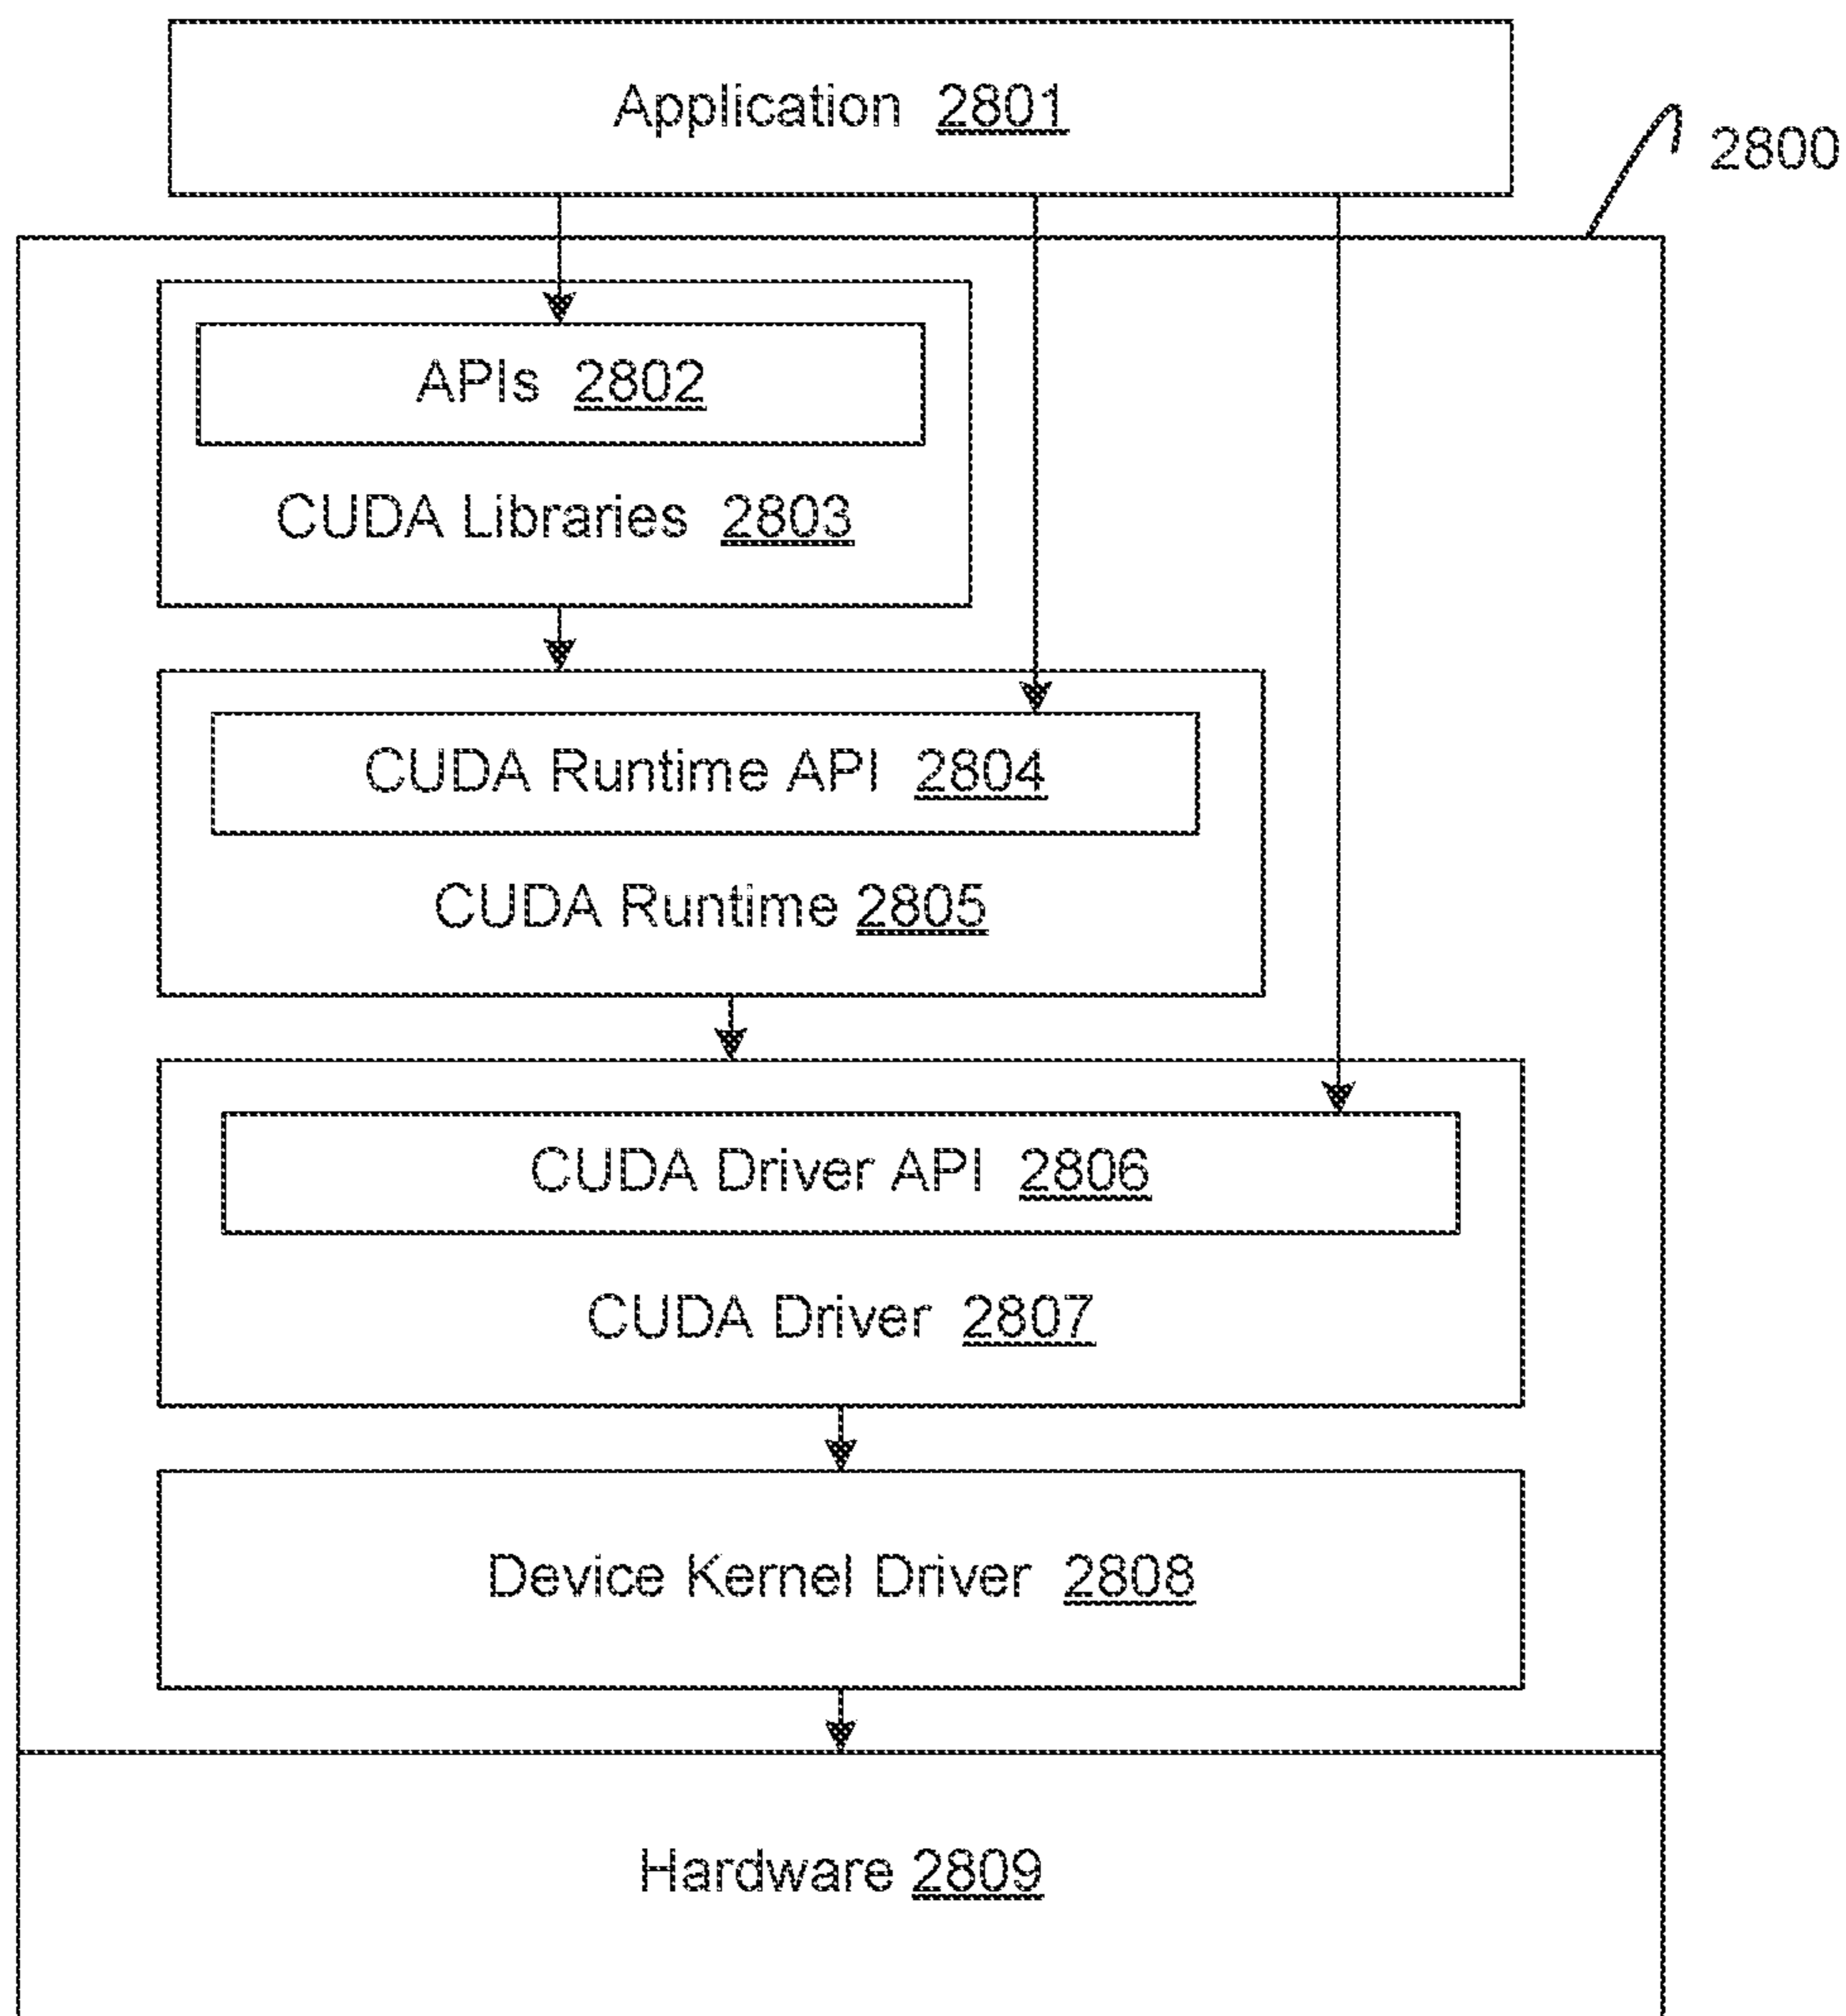 Application 2801
2800
APIs 2802
CUDA Libraries 2803
CUDA Runtime API 2804
CUDA Runtime 2805
CUDA Driver API 2806
CUDA Driver 2807
Device Kernel Driver 2808
Hardware 2809